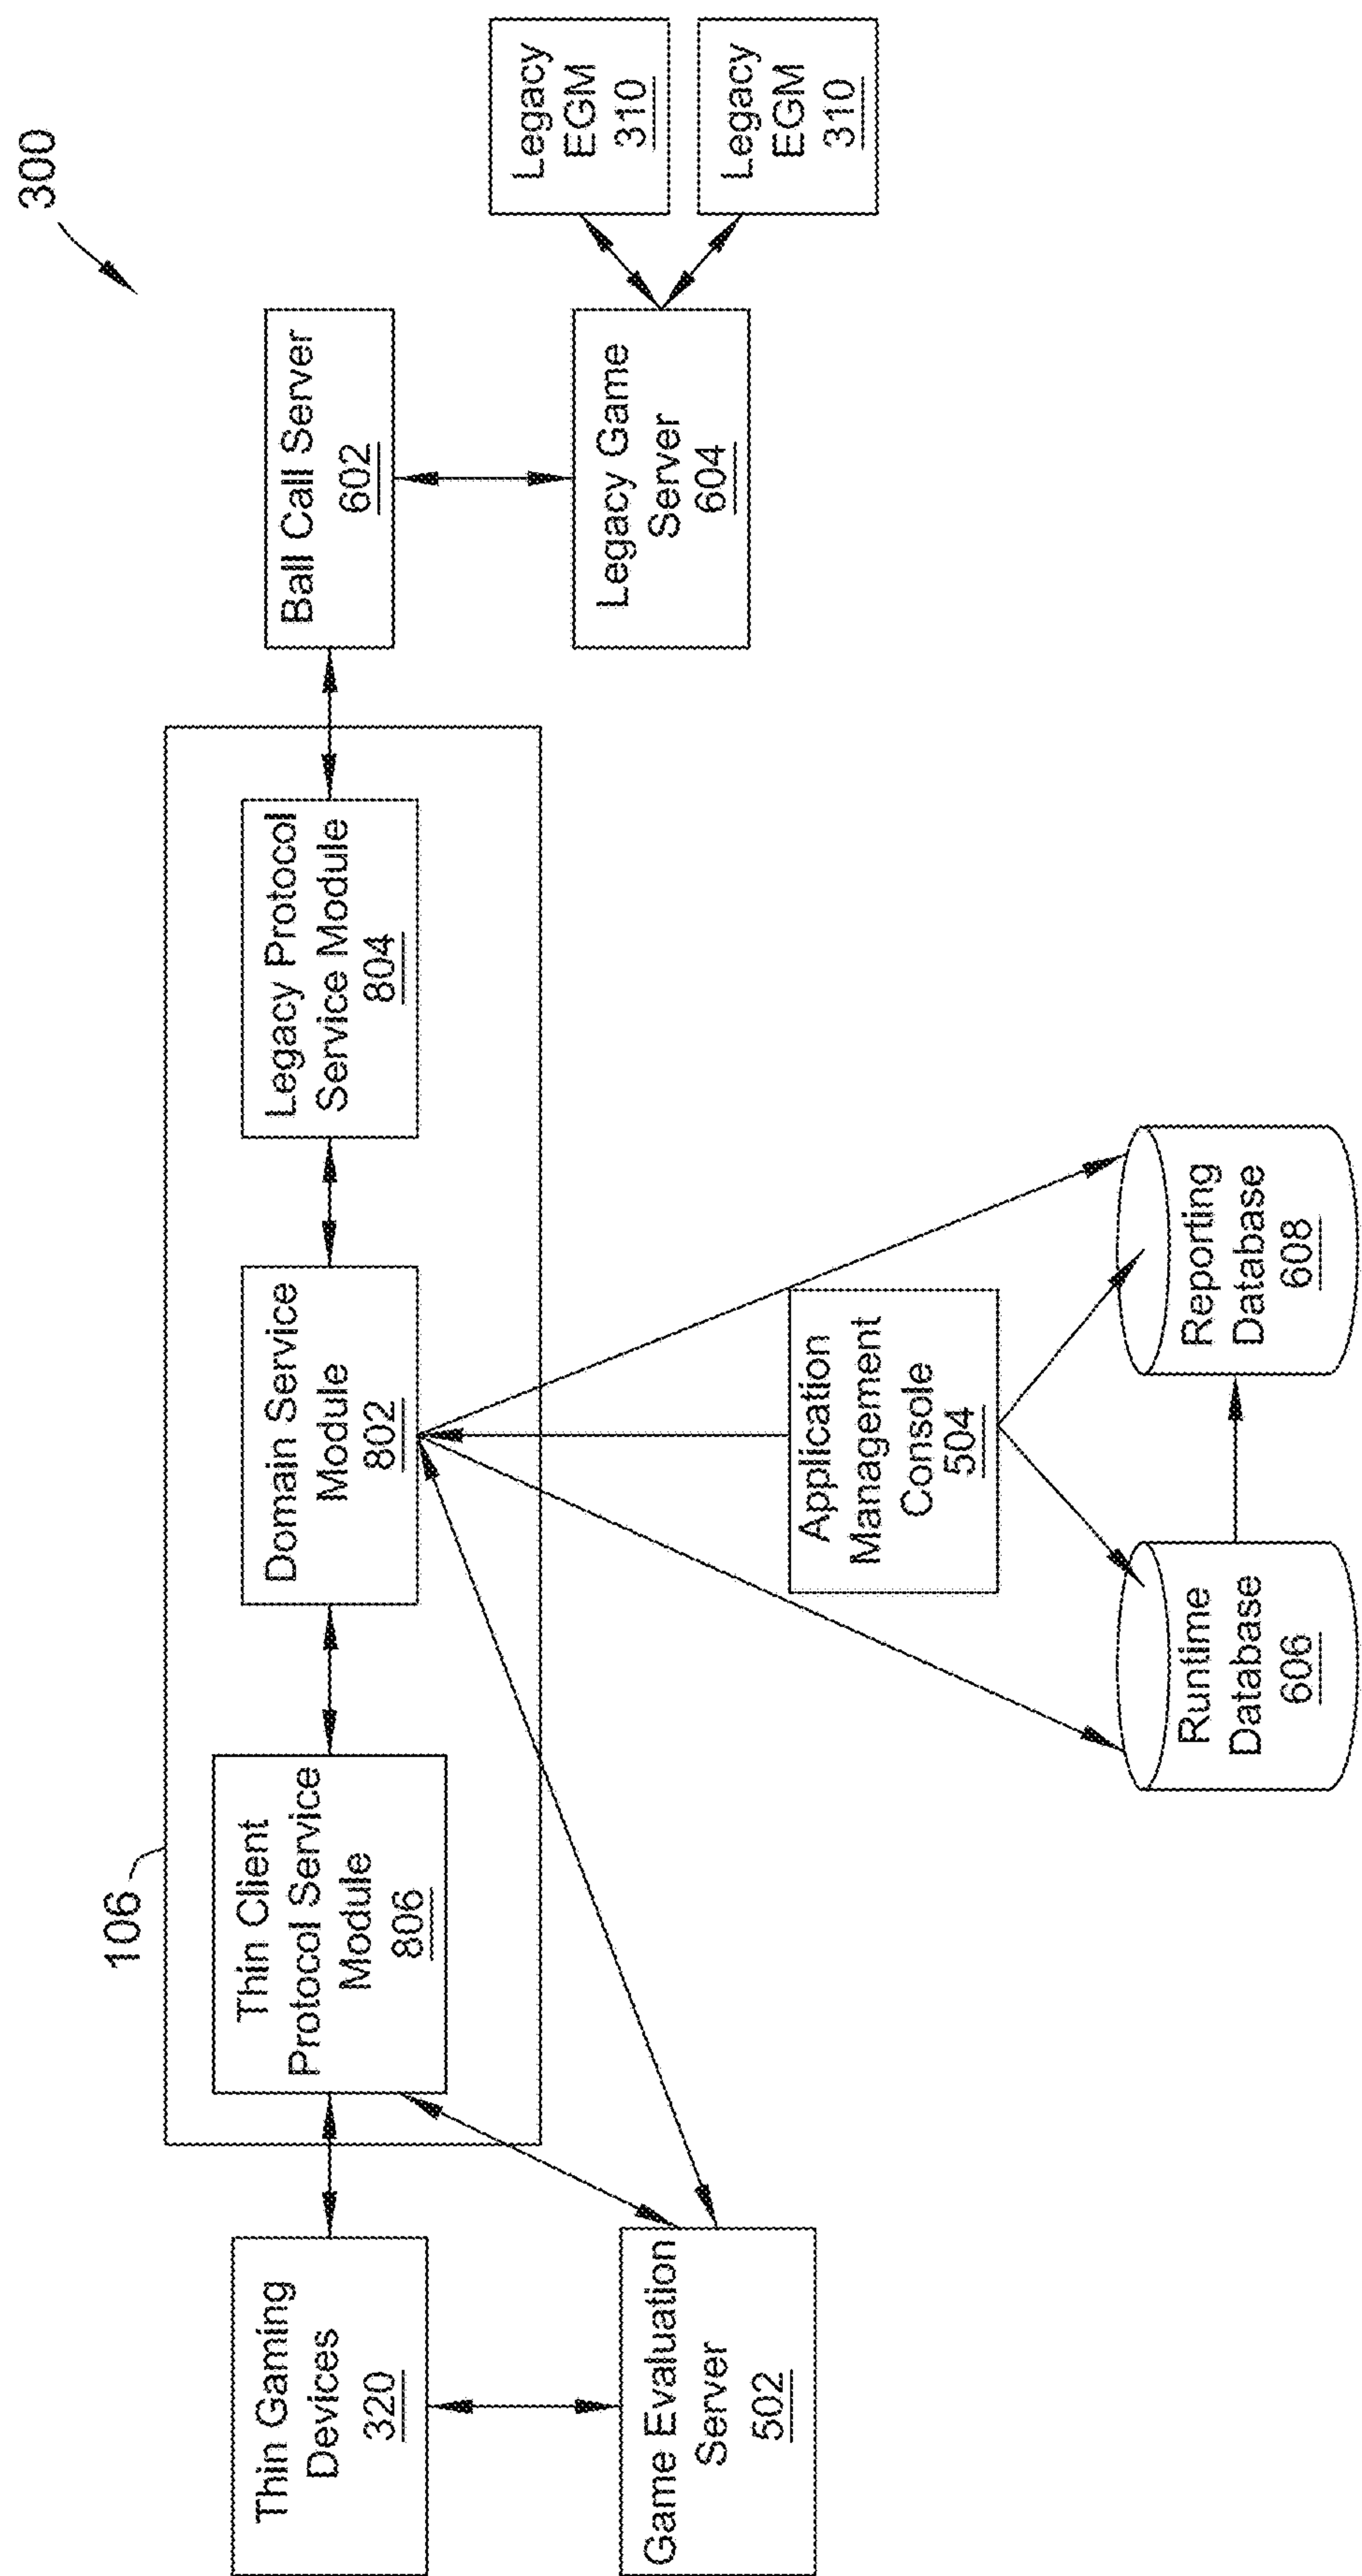 300
106
Thin Gaming
Devices
320
Thin Client
Protocol Service
Module
806
Domain Service
Module
802
Legacy Protocol
Service Module
804
Ball Call Server
602
Legacy EGM
310
Legacy EGM
310
Legacy Game
Server
604
Game Evaluation
Server
502
Application
Management
Console
504
Runtime
Database
606
Reporting
Database
608